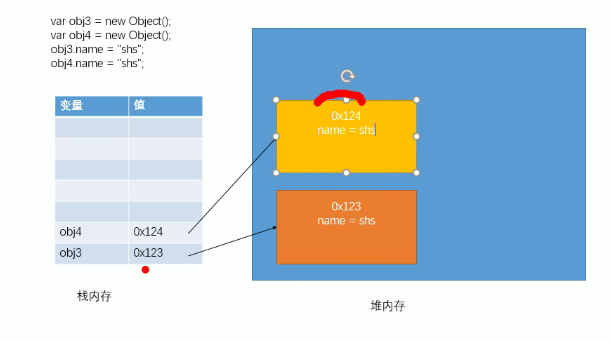 var obj3 = new Object();
var obj4 = new Object();
obj3.name = "shs";
obj4.name = "shs";
变量 值
obj4 0x124
obj3 0x123
栈内存
0x124
name = shs
0x123
name = shs
堆内存